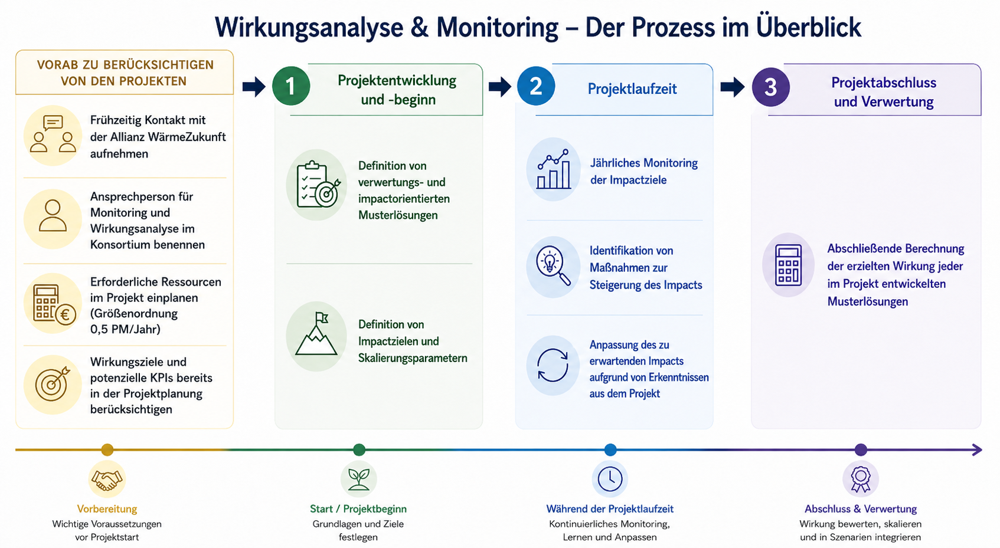 Wirkungsanalyse & Monitoring – Der Prozess im Überblick
VORAB ZU BERÜCKSICHTIGEN
VON DEN PROJEKTEN
Frühzeitig Kontakt mit
der Allianz WärmeZukunft
aufnehmen
Ansprechperson für
Monitoring und
Wirkungsanalyse im
Konsortium benennen
Erforderliche Ressourcen
im Projekt einplanen
(Größenordnung
0,5 PM/Jahr)
€
Wirkungsziele und
potenzielle KPIs bereits
in der Projektplanung
berücksichtigen
1
Projektentwicklung
und -beginn
Definition von
verwertungs- und
impactorientierten
Musterlösungen
Definition von
Impactzielen und
Skalierungsparametern
2
Projektlaufzeit
Jährliches Monitoring
der Impactziele
Identifikation von
Maßnahmen zur
Steigerung des Impacts
Anpassung des zu
erwartenden Impacts
aufgrund von Erkenntnissen
aus dem Projekt
3
Projektabschluss
und Verwertung
Abschließende Berechnung
der erzielten Wirkung jeder
im Projekt entwickelten
Musterlösungen
Vorbereitung
Wichtige Voraussetzungen
vor Projektstart
Start / Projektbeginn
Grundlagen und Ziele
festlegen
Während der Projektlaufzeit
Kontinuierliches Monitoring,
Lernen und Anpassen
Abschluss & Verwertung
Wirkung bewerten, skalieren
und in Szenarien integrieren